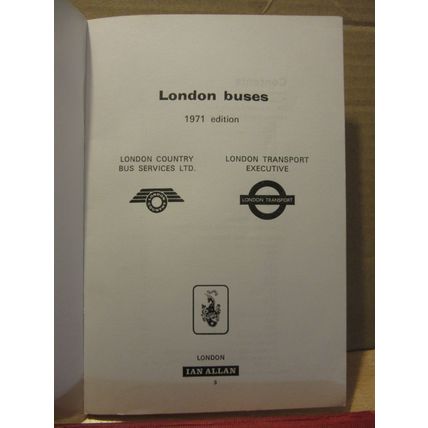 London buses
1971 edition
LONDON COUNTRY
BUS SERVICES LTD.
LONDON TRANSPORT
EXECUTIVE
LONDON TRANSPORT
LONDON
IAN ALLAN
3